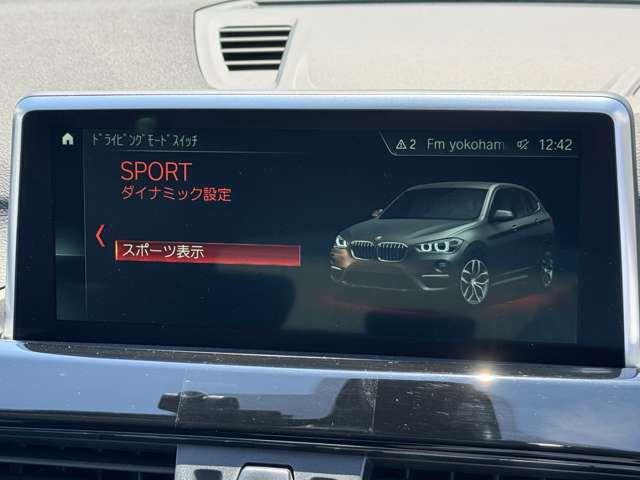 ﾄﾞﾗｲﾋﾞﾝｸﾞﾓｰﾄﾞｽｲｯﾁ
2 Fm yokoham 12:42
SPORT
ダイナミック設定
スポーツ表示